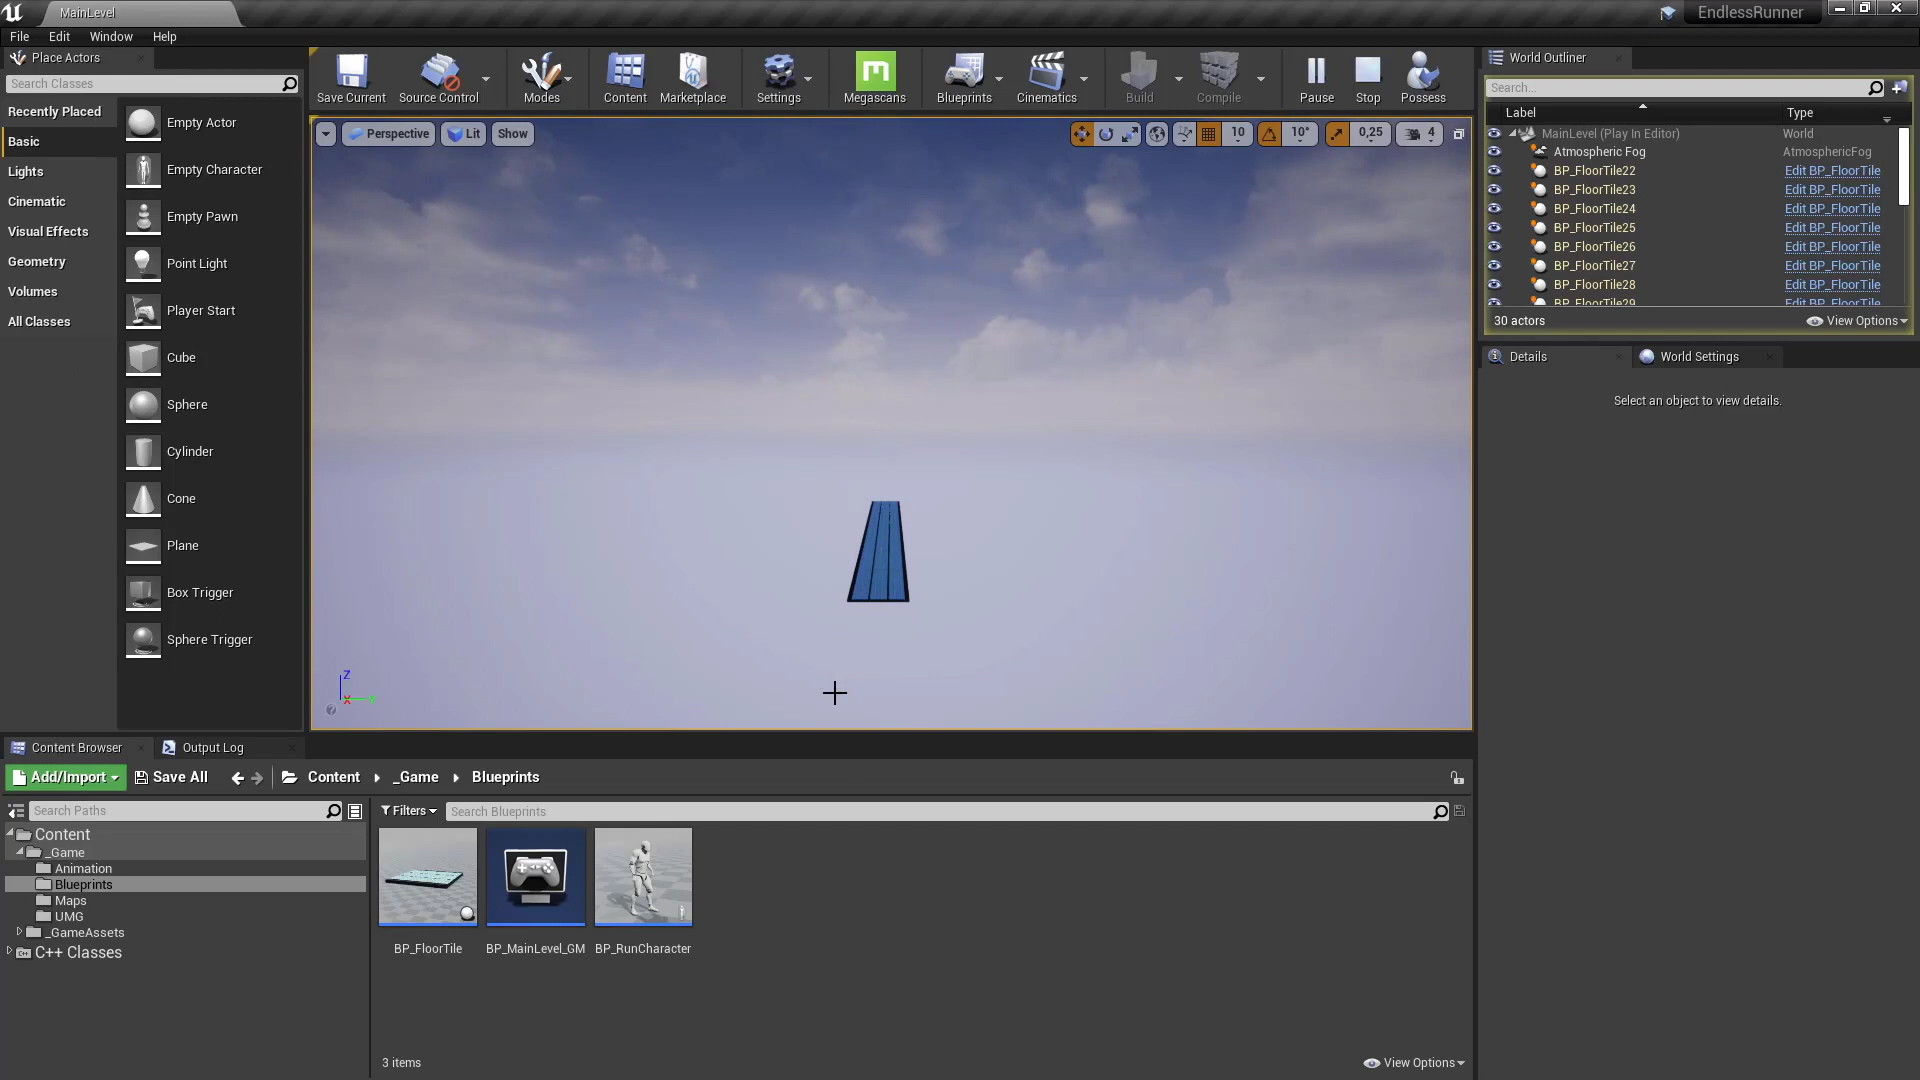 MainLevel
EndlessRunner
File Edit Window Help
Place Actors
Search Classes
Recently Placed
Basic
Lights
Cinematic
Visual Effects
Geometry
Volumes
All Classes
Empty Actor
Empty Character
Empty Pawn
Point Light
Player Start
Cube
Sphere
Cylinder
Cone
Plane
Box Trigger
Sphere Trigger
Save Current Source Control Modes Content Marketplace Settings Megascans Blueprints Cinematics Build Compile Pause Stop Possess
Perspective Lit Show 10 10° 0,25 4
Z
World Outliner
Search...
Label Type
MainLevel (Play In Editor) World
Atmospheric Fog AtmosphericFog
BP_FloorTile22 Edit BP_FloorTile
BP_FloorTile23 Edit BP_FloorTile
BP_FloorTile24 Edit BP_FloorTile
BP_FloorTile25 Edit BP_FloorTile
BP_FloorTile26 Edit BP_FloorTile
BP_FloorTile27 Edit BP_FloorTile
BP_FloorTile28 Edit BP_FloorTile
BP_FloorTile29 Edit BP_FloorTile
30 actors View Options
Details World Settings
Select an object to view details.
Content Browser Output Log
Add/Import Save All Content _Game Blueprints
Search Paths
Content
_Game
Animation
Blueprints
Maps
UMG
_GameAssets
C++ Classes
Filters Search Blueprints
BP_FloorTile BP_MainLevel_GM BP_RunCharacter
3 items View Options